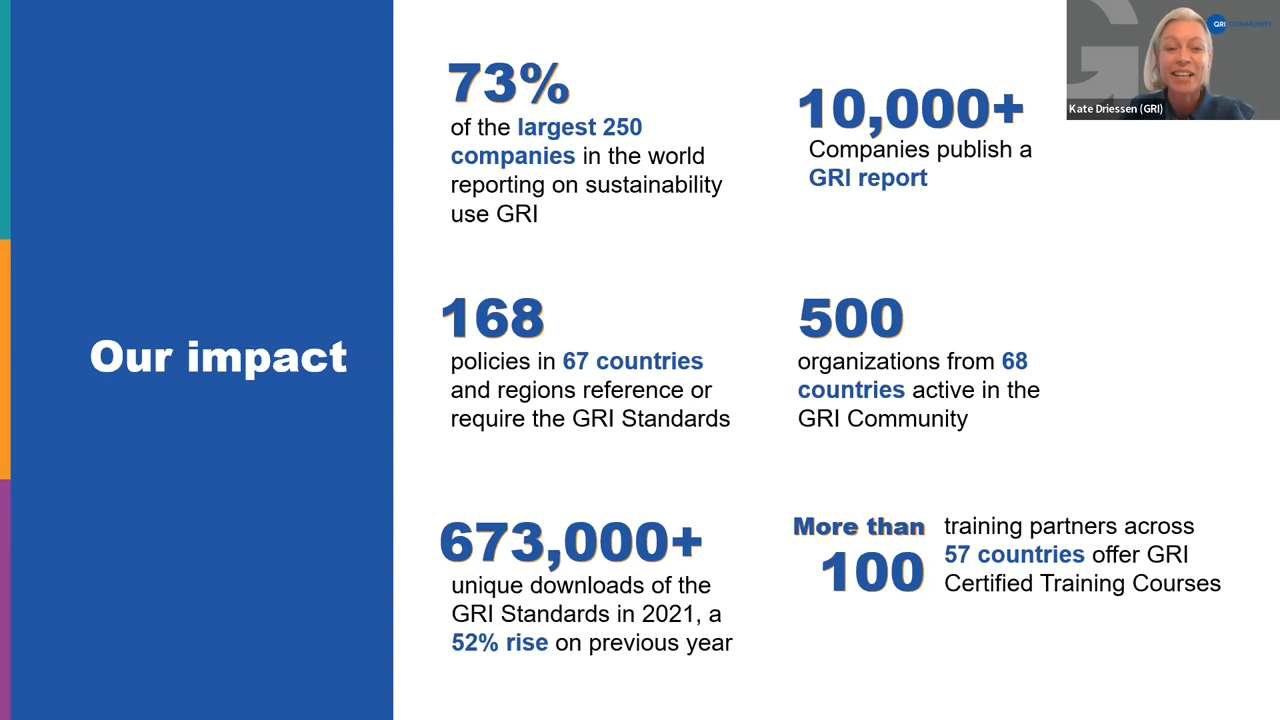 Our impact
73%
of the largest 250
companies in the world
reporting on sustainability
use GRI
10,000+
Companies publish a
GRI report
168
policies in 67 countries
and regions reference or
require the GRI Standards
500
organizations from 68
countries active in the
GRI Community
673,000+
unique downloads of the
GRI Standards in 2021, a
52% rise on previous year
More than
100
training partners across
57 countries offer GRI
Certified Training Courses
GRI COMMUNITY
Kate Driessen (GRI)